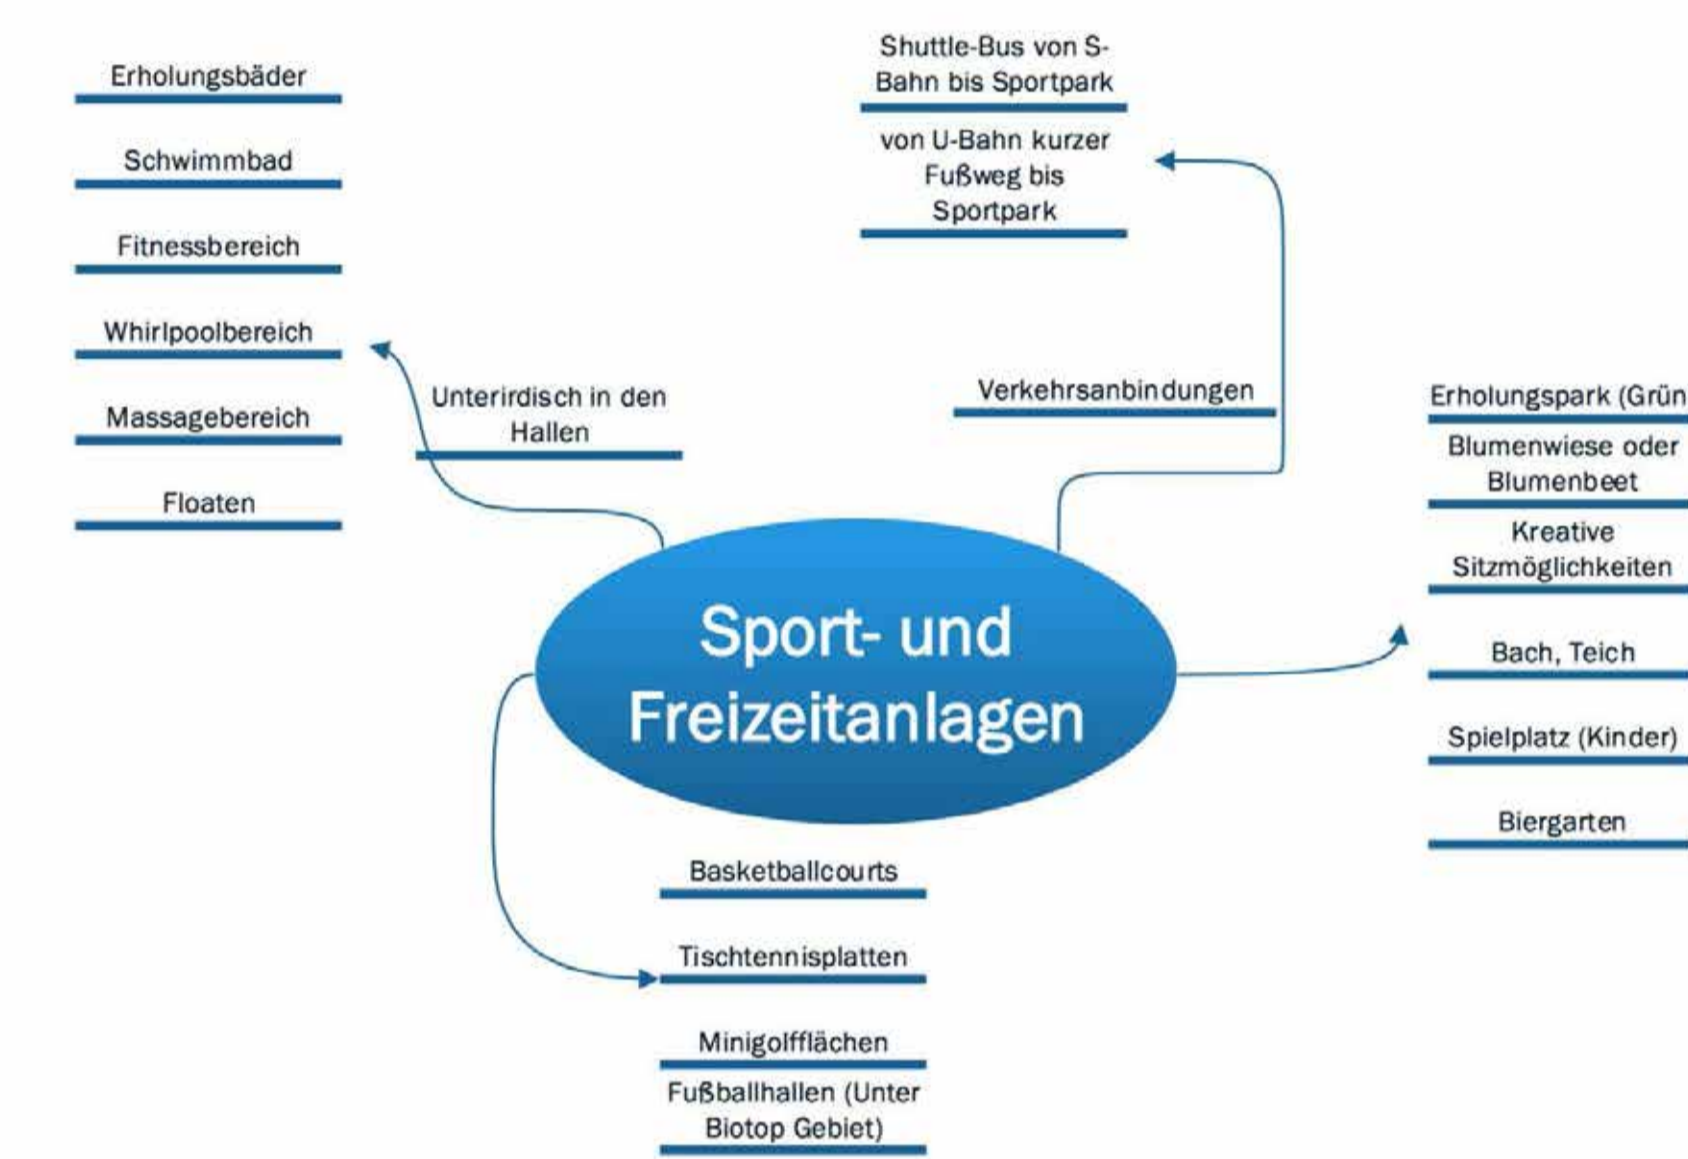 Erholungsbäder
Schwimmbad
Fitnessbereich
Whirlpoolbereich
Massagebereich
Floaten
Unterirdisch in den
Hallen
Shuttle-Bus von S-
Bahn bis Sportpark
von U-Bahn kurzer
Fußweg bis
Sportpark
Verkehrsanbindungen
Erholungspark (Grün
Blumenwiese oder
Blumenbeet
Kreative
Sitzmöglichkeiten
Bach, Teich
Spielplatz (Kinder)
Biergarten
Sport- und
Freizeitanlagen
Basketballcourts
Tischtennisplatten
Minigolfflächen
Fußballhallen (Unter
Biotop Gebiet)